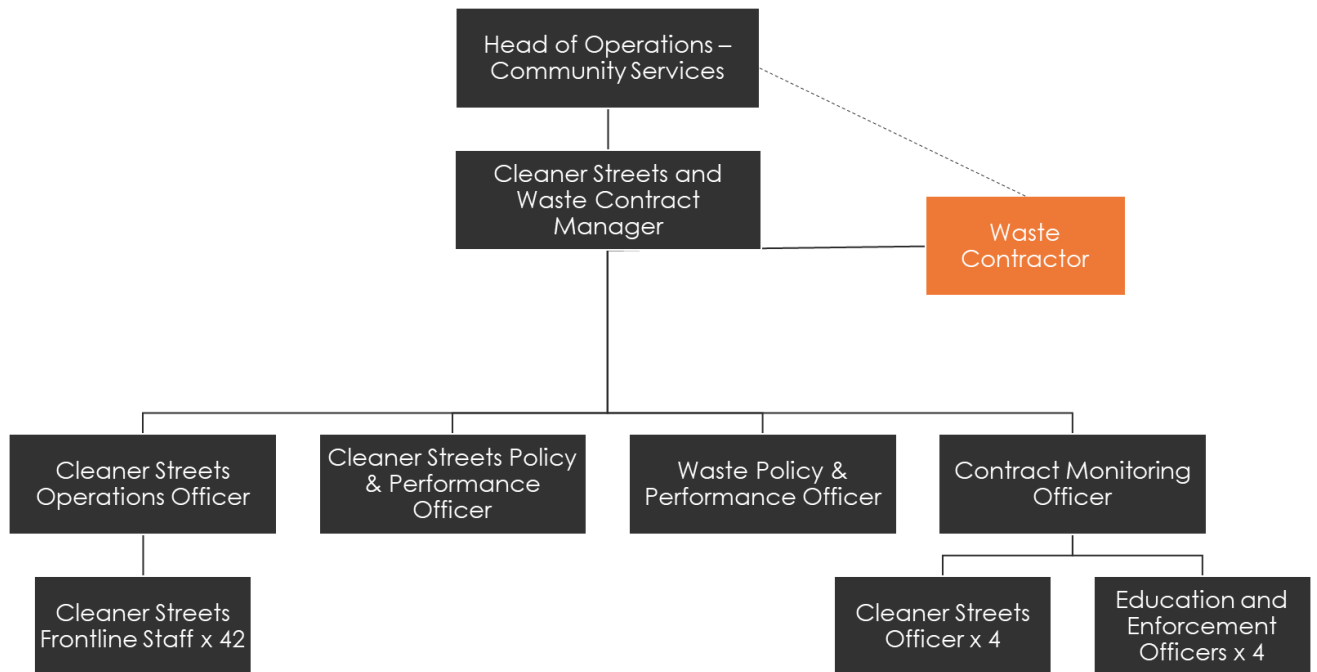 Head of Operations –
Community Services
Cleaner Streets and
Waste Contract
Manager
Waste
Contractor
Cleaner Streets
Operations Officer
Cleaner Streets Policy
& Performance
Officer
Waste Policy &
Performance Officer
Contract Monitoring
Officer
Cleaner Streets
Frontline Staff x 42
Cleaner Streets
Officer x 4
Education and
Enforcement
Officers x 4